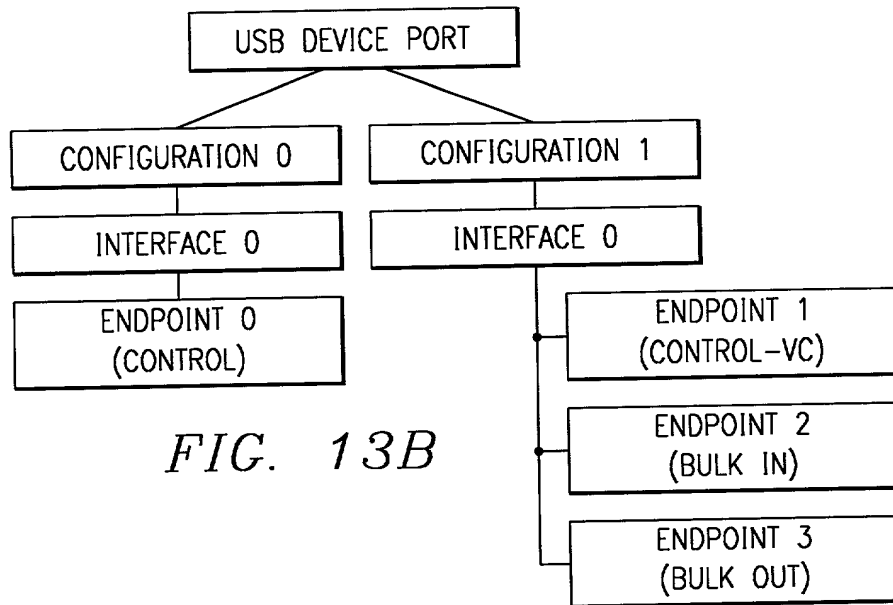 USB DEVICE PORT
CONFIGURATION 0
CONFIGURATION 1
INTERFACE 0
INTERFACE 0
ENDPOINT 0
(CONTROL)
ENDPOINT 1
(CONTROL-VC)
ENDPOINT 2
(BULK IN)
ENDPOINT 3
(BULK OUT)
FIG. 13B